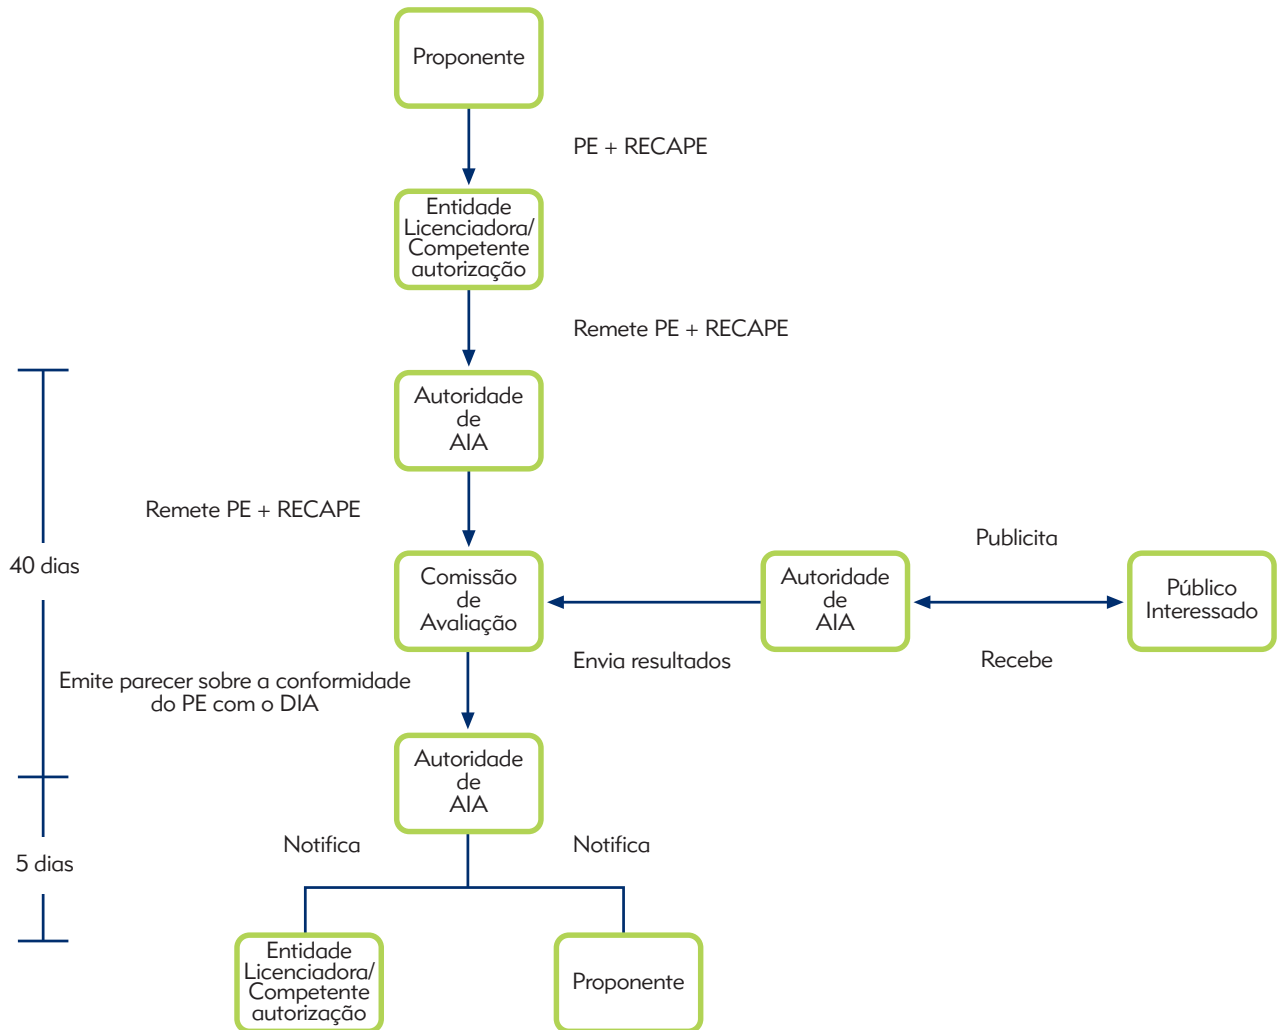 Proponente
PE + RECAPE
Entidade
Licenciadora/
Competente
autorização
Remete PE + RECAPE
Autoridade
de
AIA
Remete PE + RECAPE
40 dias
Comissão
de
Avaliação
Autoridade
de
AIA
Publicita
Público
Interessado
Envia resultados
Recebe
Emite parecer sobre a conformidade
do PE com o DIA
Autoridade
de
AIA
5 dias
Notifica
Notifica
Entidade
Licenciadora/
Competente
autorização
Proponente